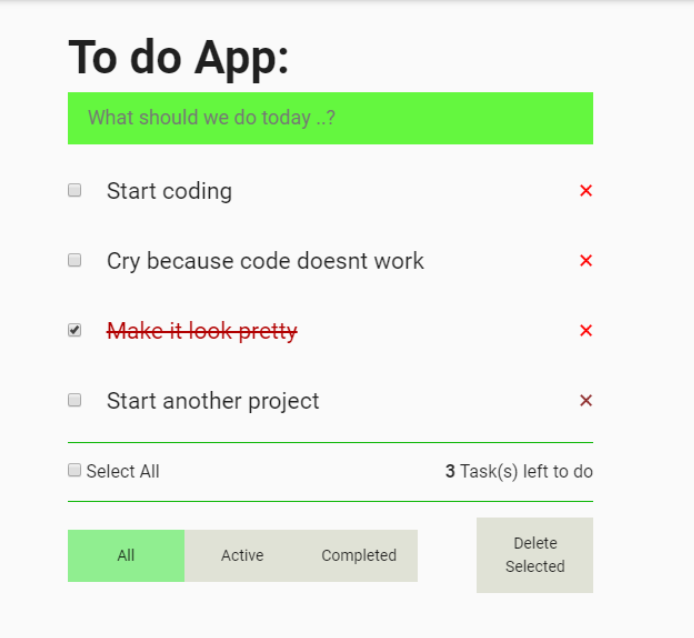 To do App:
What should we do today ..?
Start coding ✕
Cry because code doesnt work ✕
Make it look pretty ✕
Start another project ✕
Select All 3 Task(s) left to do
All Active Completed Delete
Selected